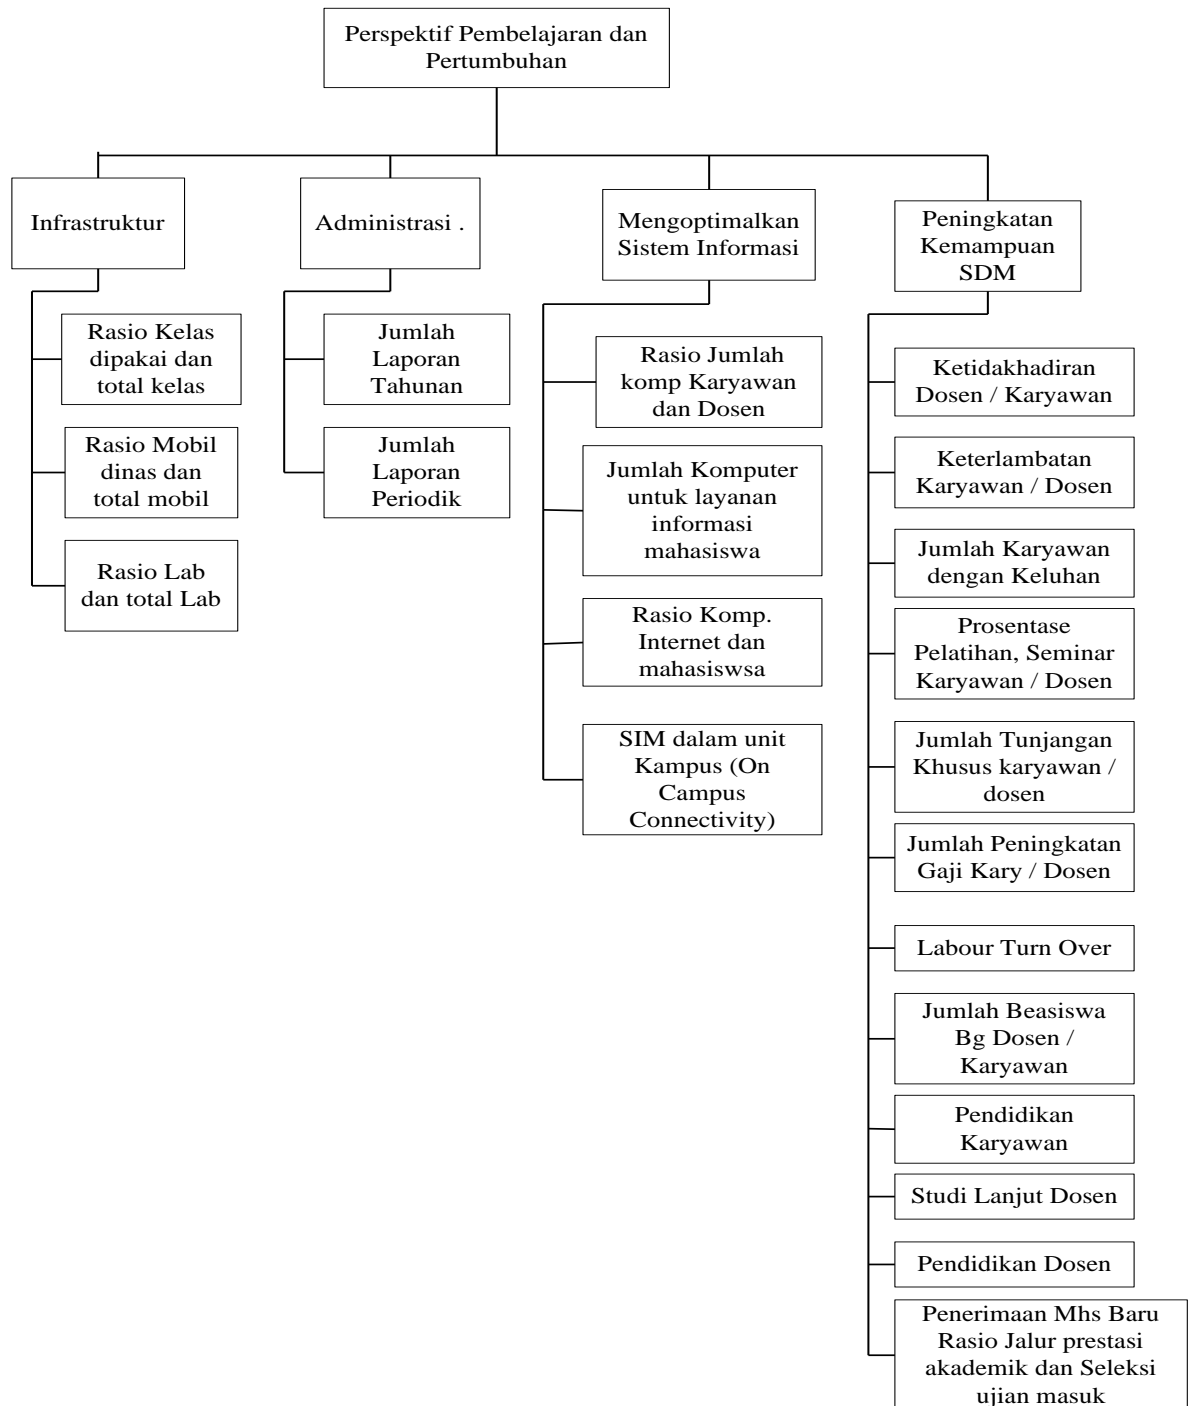 Perspektif Pembelajaran dan
Pertumbuhan
Infrastruktur
Administrasi .
Mengoptimalkan
Sistem Informasi
Peningkatan
Kemampuan
SDM
Rasio Kelas
dipakai dan
total kelas
Rasio Mobil
dinas dan
total mobil
Rasio Lab
dan total Lab
Jumlah
Laporan
Tahunan
Jumlah
Laporan
Periodik
Rasio Jumlah
komp Karyawan
dan Dosen
Jumlah Komputer
untuk layanan
informasi
mahasiswa
Rasio Komp.
Internet dan
mahasiswsa
SIM dalam unit
Kampus (On
Campus
Connectivity)
Ketidakhadiran
Dosen / Karyawan
Keterlambatan
Karyawan / Dosen
Jumlah Karyawan
dengan Keluhan
Prosentase
Pelatihan, Seminar
Karyawan / Dosen
Jumlah Tunjangan
Khusus karyawan /
dosen
Jumlah Peningkatan
Gaji Kary / Dosen
Labour Turn Over
Jumlah Beasiswa
Bg Dosen /
Karyawan
Pendidikan
Karyawan
Studi Lanjut Dosen
Pendidikan Dosen
Penerimaan Mhs Baru
Rasio Jalur prestasi
akademik dan Seleksi
ujian masuk